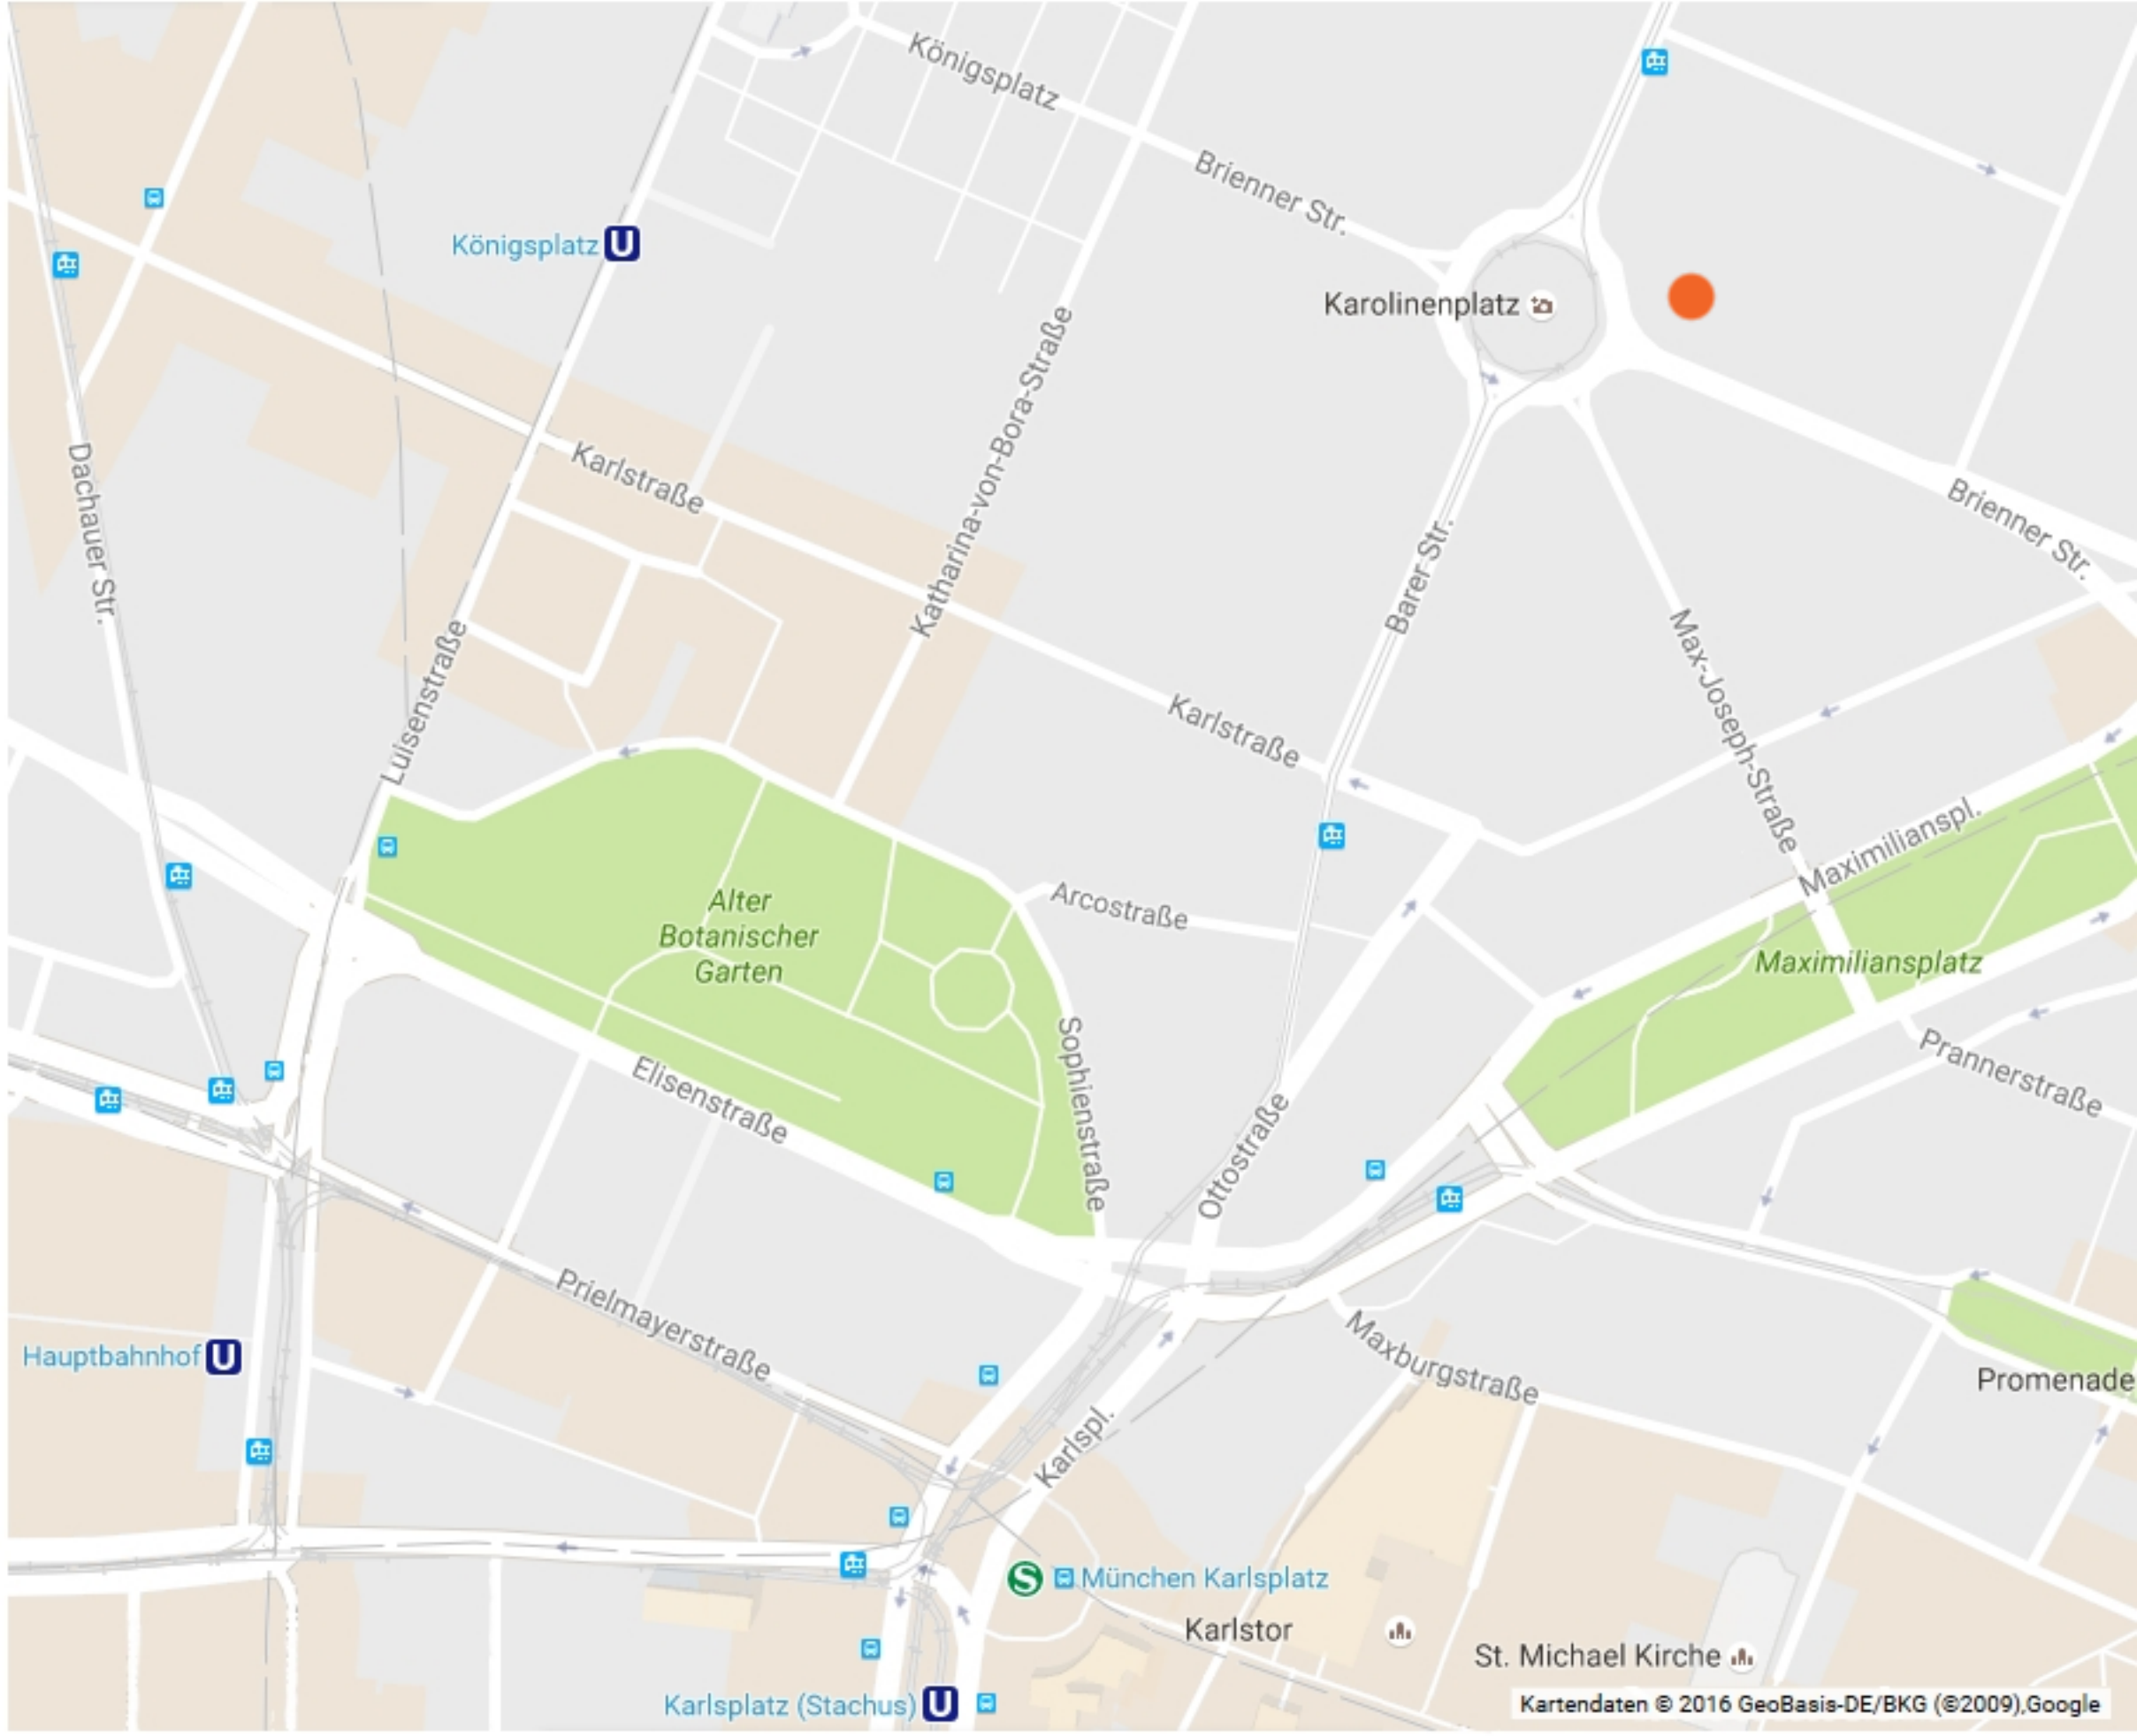 Königsplatz
Brienner Str.
Königsplatz
U
Karolinenplatz
Katharina-von-Bora-Straße
Karlstraße
Dachauer Str.
Brienner Str.
Barer Str.
Luisenstraße
Max-Joseph-Straße
Karlstraße
Maximilianspl.
Arcostraße
Alter
Botanischer
Garten
Maximiliansplatz
Sophienstraße
Prannerstraße
Elisenstraße
Ottostraße
Prielmayerstraße
Maxburgstraße
Hauptbahnhof
U
Promenade
Karlspl.
S
München Karlsplatz
Karlstor
St. Michael Kirche
Karlsplatz (Stachus)
U
Kartendaten © 2016 GeoBasis-DE/BKG (©2009),Google